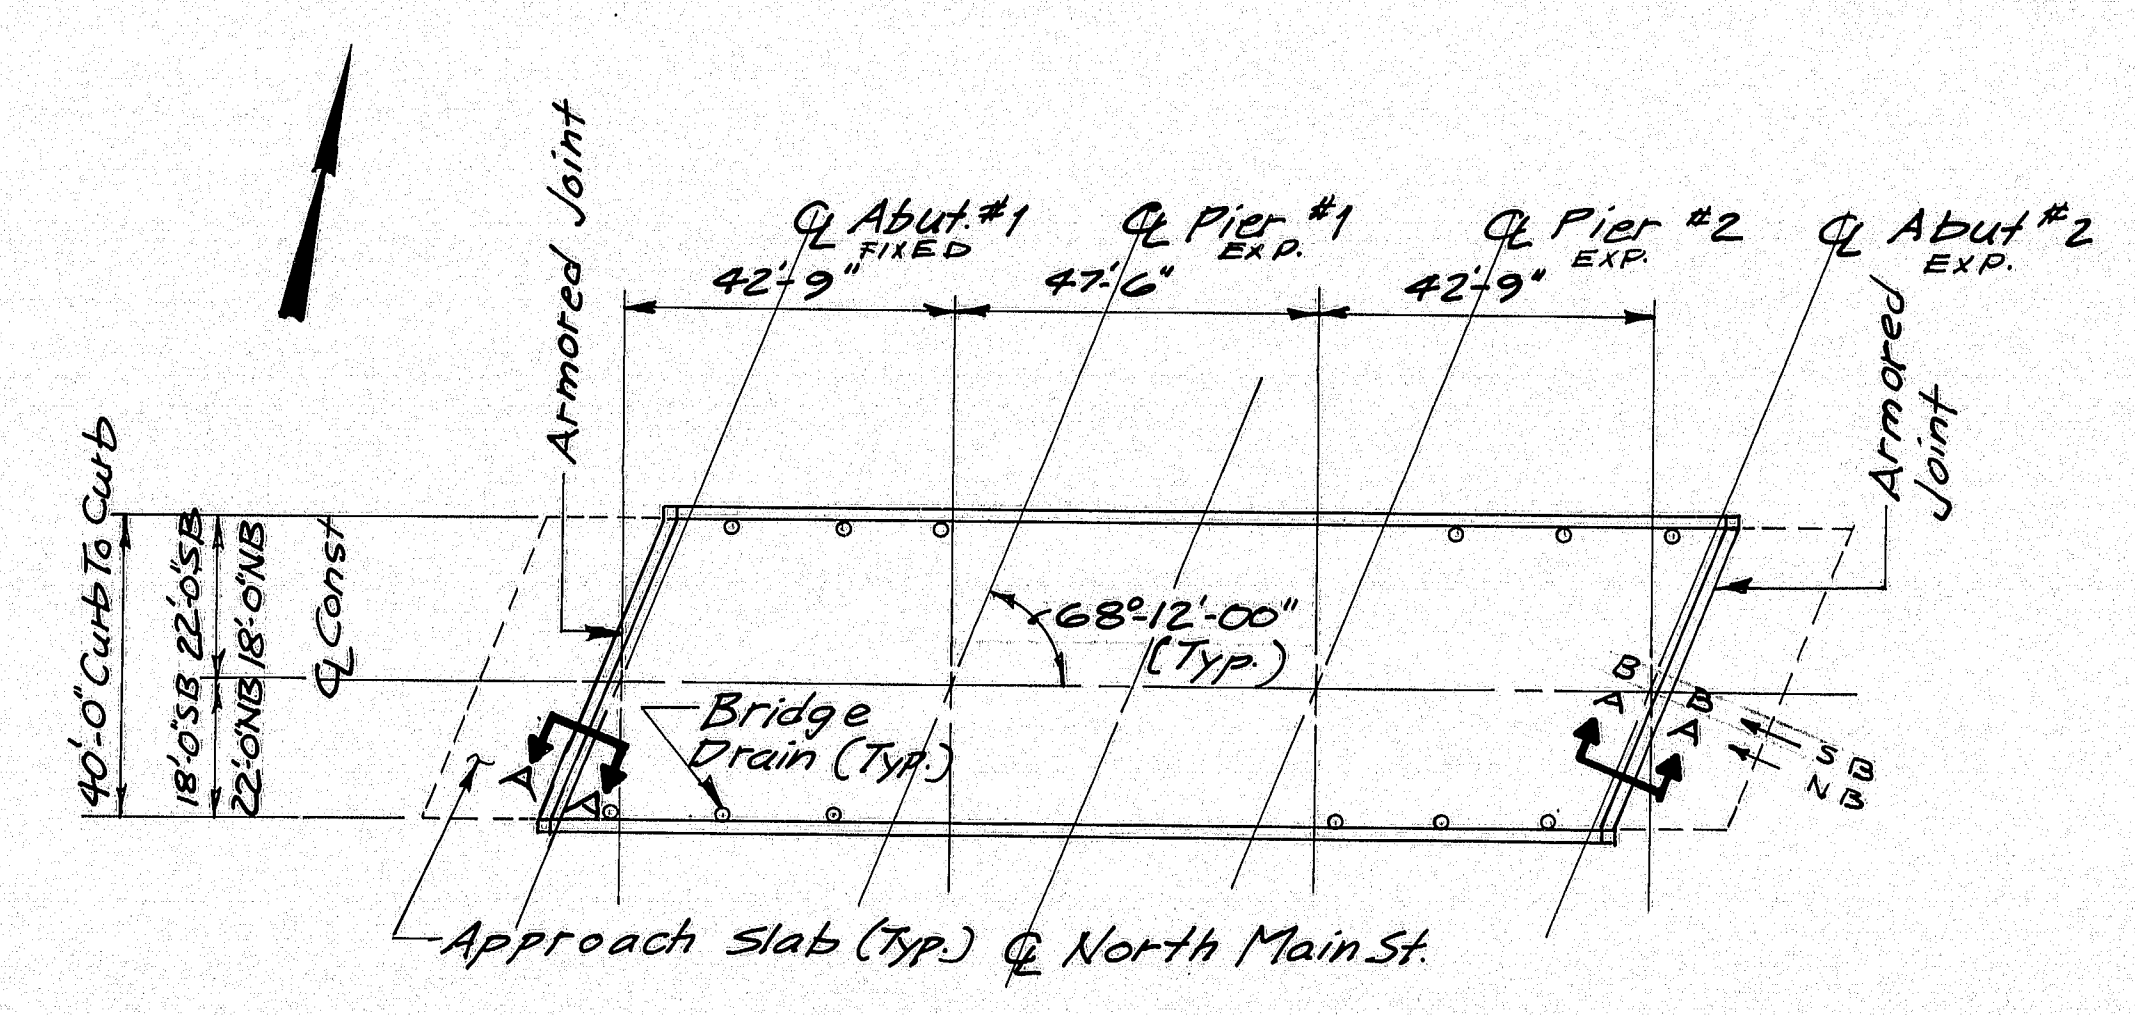 ℄ Abut. #1
FIXED
℄ Pier #1
EXP.
℄ Pier #2
EXP.
℄ Abut #2
EXP.
42'-9"
47'-6"
42'-9"
Armored Joint
Armored
Joint
40'-0" Curb To Curb
18'-0"SB 22'-0"SB
22'-0"NB 18'-0"NB
℄ Const
68°-12'-00"
(Typ.)
Bridge
Drain (Typ.)
A
A
B
B
A
A
SB
NB
Approach Slab (Typ.)
℄ North Main St.